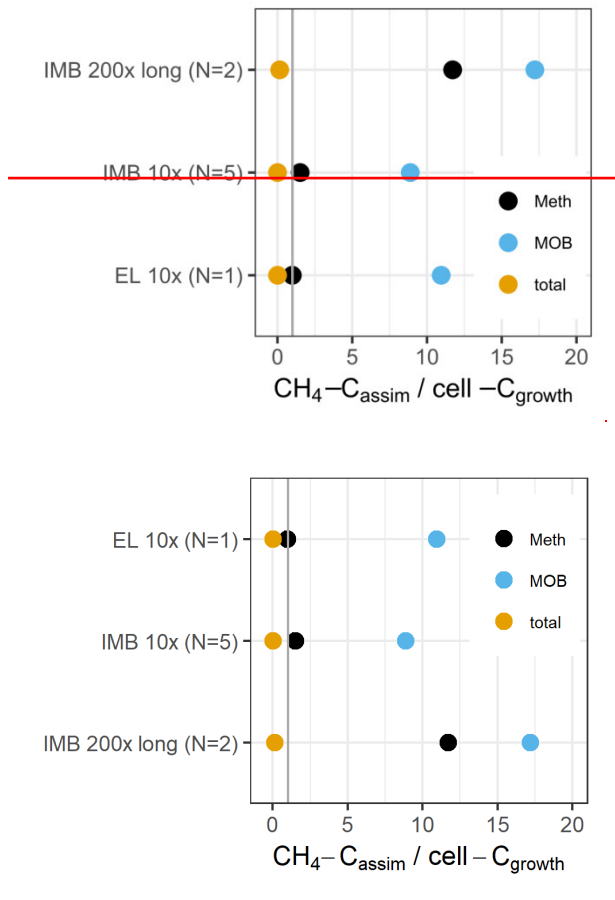 IMB 200x long (N=2)
IMB 10x (N=5)
Meth
MOB
EL 10x (N=1)
total
0 5 10 15 20
CH₄−Cassim / cell −Cgrowth
EL 10x (N=1)
Meth
MOB
total
IMB 10x (N=5)
IMB 200x long (N=2)
0 5 10 15 20
CH₄− Cassim / cell − Cgrowth